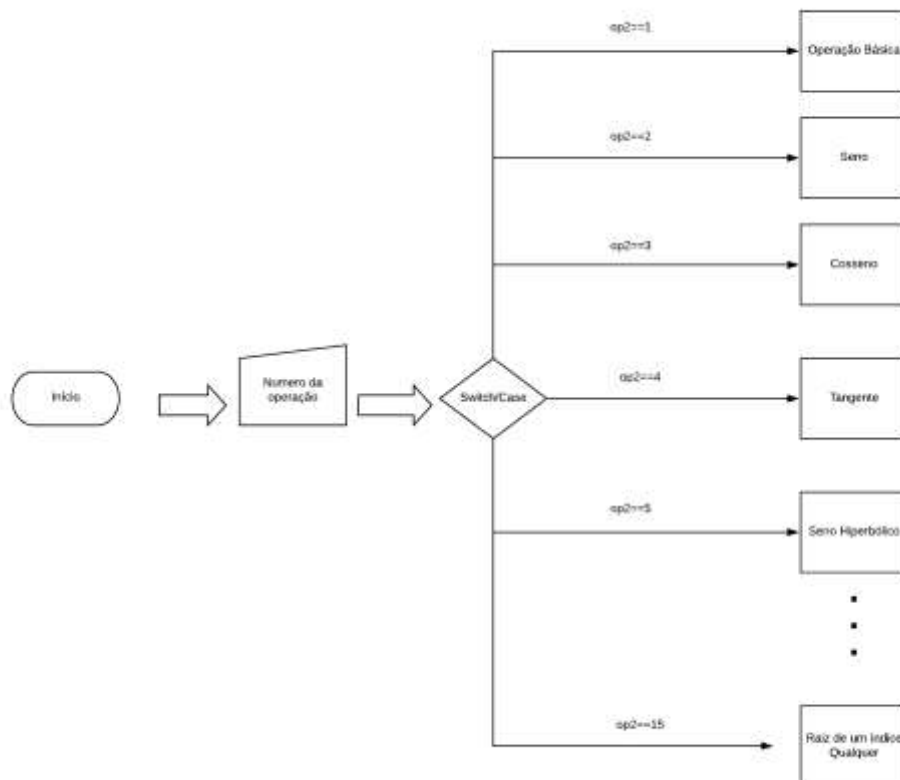 op2==1
Operação Básica
op2==2
Seno
op2==3
Cosseno
Início
Numero da
operação
Switch/Case
op2==4
Tangente
op2==5
Seno Hiperbólico
op2==15
Raiz de um índice
Qualquer